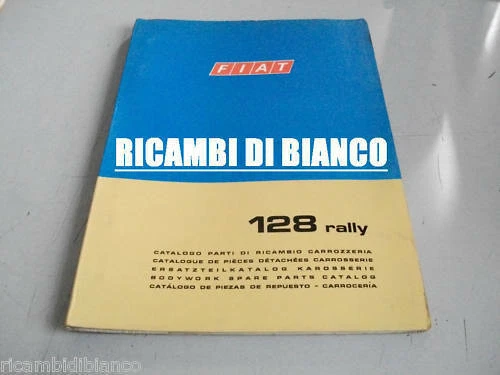 FIAT
RICAMBI DI BIANCO
128 rally
CATALOGO PARTI DI RICAMBIO CARROZZERIA
CATALOGUE DE PIÈCES DÉTACHÉES CARROSSERIE
ERSATZTEILKATALOG KAROSSERIE
BODYWORK SPARE PARTS CATALOG
CATÁLOGO DE PIEZAS DE REPUESTO - CARROCERÍA
ricambidibianco
ricambidibianco